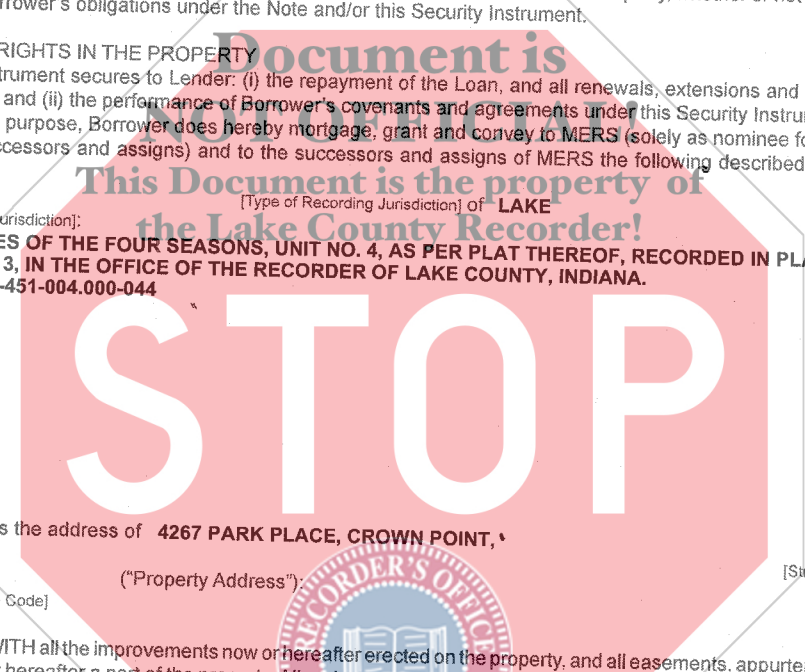 rrower's obligations under the Note and/or this Security Instrument.
RIGHTS IN THE PROPERTY
trument secures to Lender: (i) the repayment of the Loan, and all renewals, extensions and
and (ii) the performance of Borrower's covenants and agreements under this Security Instru
purpose, Borrower does hereby mortgage, grant and convey to MERS (solely as nominee fo
ccessors and assigns) and to the successors and assigns of MERS the following described
[Type of Recording Jurisdiction] of LAKE
urisdiction]:
ES OF THE FOUR SEASONS, UNIT NO. 4, AS PER PLAT THEREOF, RECORDED IN PLA
3, IN THE OFFICE OF THE RECORDER OF LAKE COUNTY, INDIANA.
-451-004.000-044
s the address of 4267 PARK PLACE, CROWN POINT,
[St
("Property Address"):
Code]
WITH all the improvements now or hereafter erected on the property, and all easements, appurte
hereafter a part of the
Document is
NOT OFFICIAL!
This Document is the property of
the Lake County Recorder!
STOP
RECORDER'S OFFIC